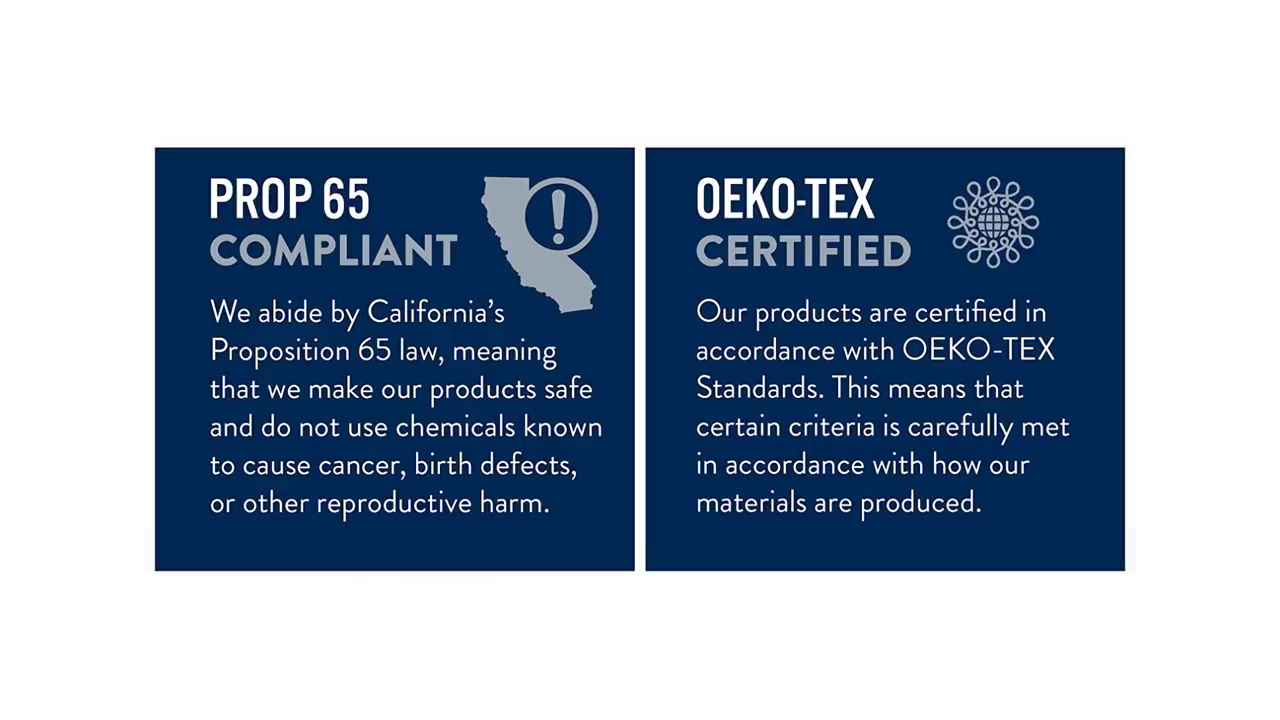 PROP 65
COMPLIANT
We abide by California’s
Proposition 65 law, meaning
that we make our products safe
and do not use chemicals known
to cause cancer, birth defects,
or other reproductive harm.
OEKO-TEX
CERTIFIED
Our products are certified in
accordance with OEKO-TEX
Standards. This means that
certain criteria is carefully met
in accordance with how our
materials are produced.